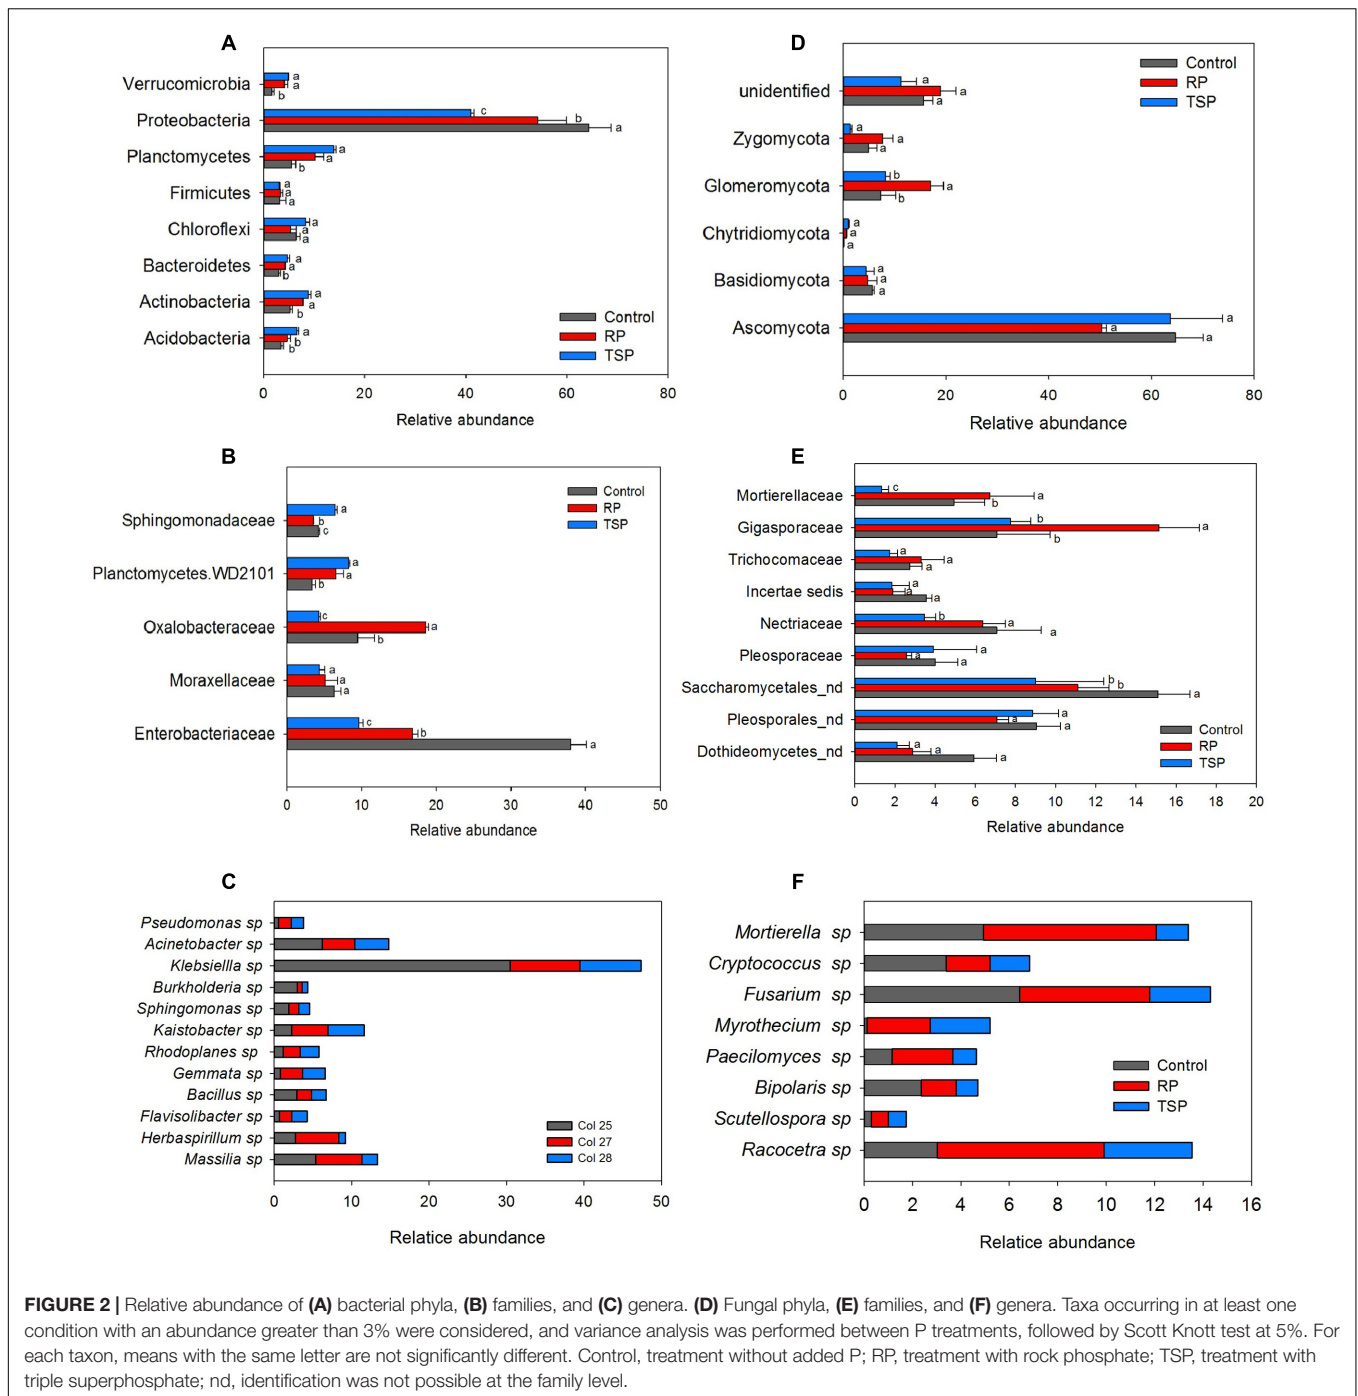 A
Verrucomicrobia
a
a
b
Proteobacteria
c
b
a
Planctomycetes
a
a
b
Firmicutes
a
a
a
Chloroflexi
a
a
a
Bacteroidetes
a
a
b
Actinobacteria
a
a
b
Acidobacteria
a
b
b
Control
RP
TSP
0 20 40 60 80
Relative abundance
D
Control
RP
TSP
unidentified
a
a
a
Zygomycota
a
a
a
Glomeromycota
b
a
b
Chytridiomycota
a
a
a
Basidiomycota
a
a
a
Ascomycota
a
a
a
0 20 40 60 80
Relative abundance
B
Control
RP
TSP
Sphingomonadaceae
a
b
c
Planctomycetes.WD2101
a
a
b
Oxalobacteraceae
c
a
b
Moraxellaceae
a
a
a
Enterobacteriaceae
c
b
a
0 10 20 30 40 50
Relative abundance
E
Mortierellaceae
c
a
b
Gigasporaceae
b
a
b
Trichocomaceae
a
a
a
Incertae sedis
a
a
a
Nectriaceae
b
a
a
Pleosporaceae
a
a
a
Saccharomycetales_nd
b
b
a
Pleosporales_nd
a
a
a
Dothideomycetes_nd
a
a
a
Control
RP
TSP
0 2 4 6 8 10 12 14 16 18 20
Relative abundance
C
Pseudomonas sp
Acinetobacter sp
Klebsiellla sp
Burkholderia sp
Sphingomonas sp
Kaistobacter sp
Rhodoplanes sp
Gemmata sp
Bacillus sp
Flavisolibacter sp
Herbaspirillum sp
Massilia sp
Col 25
Col 27
Col 28
0 10 20 30 40 50
Relatice abundance
F
Mortierella sp
Cryptococcus sp
Fusarium sp
Myrothecium sp
Paecilomyces sp
Bipolaris sp
Scutellospora sp
Racocetra sp
Control
RP
TSP
0 2 4 6 8 10 12 14 16
Relatice abundance
FIGURE 2 | Relative abundance of (A) bacterial phyla, (B) families, and (C) genera. (D) Fungal phyla, (E) families, and (F) genera. Taxa occurring in at least one
condition with an abundance greater than 3% were considered, and variance analysis was performed between P treatments, followed by Scott Knott test at 5%. For
each taxon, means with the same letter are not significantly different. Control, treatment without added P; RP, treatment with rock phosphate; TSP, treatment with
triple superphosphate; nd, identification was not possible at the family level.